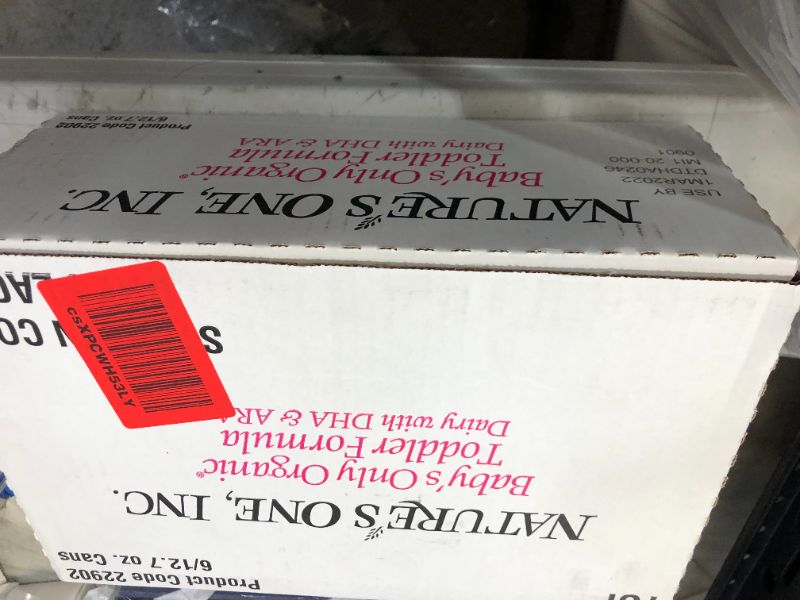 NATURE'S ONE, INC.
Baby's Only Organic®
Toddler Formula
Dairy with DHA & ARA
Product Code 22902
6/12.7 oz. Cans
USE BY
1MAR2022
DTDHA0246
MI1 20-000
0901
Product Code 22902
6/12.7 oz. Cans
NATURE'S ONE, INC.
Baby's Only Organic®
Toddler Formula
Dairy with DHA & ARA
csXPCWH53LY